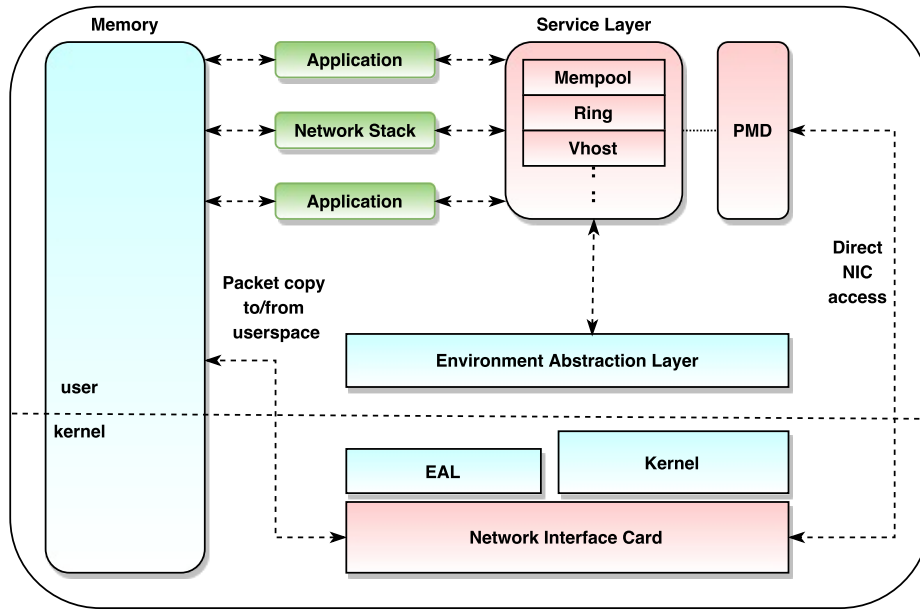 Memory
Service Layer
Application
Network Stack
Application
Mempool
Ring
Vhost
PMD
Direct
NIC
access
Packet copy
to/from
userspace
Environment Abstraction Layer
user
kernel
EAL
Kernel
Network Interface Card